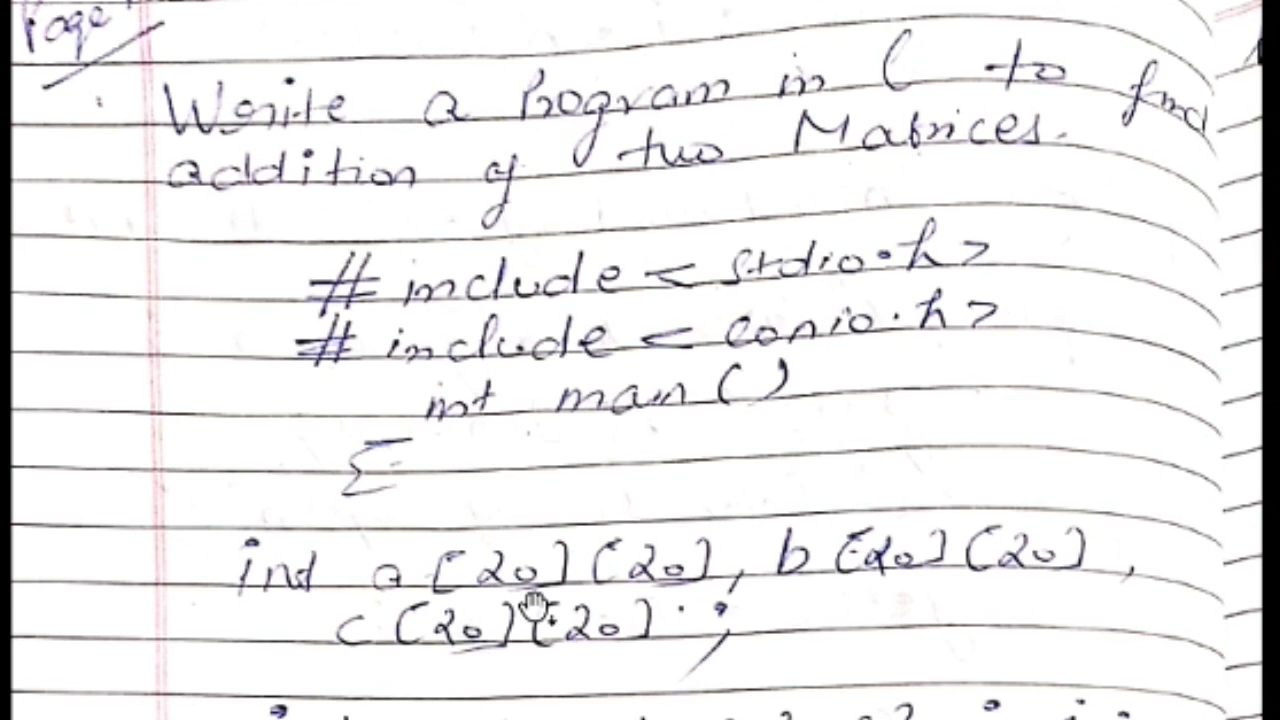 Page
Write a Program in C to find
addition of two Matrices.
# include < stdio.h>
# include < conio.h>
int main ()
{
int a [20] [20], b [20] [20],
c [20] [20] ;